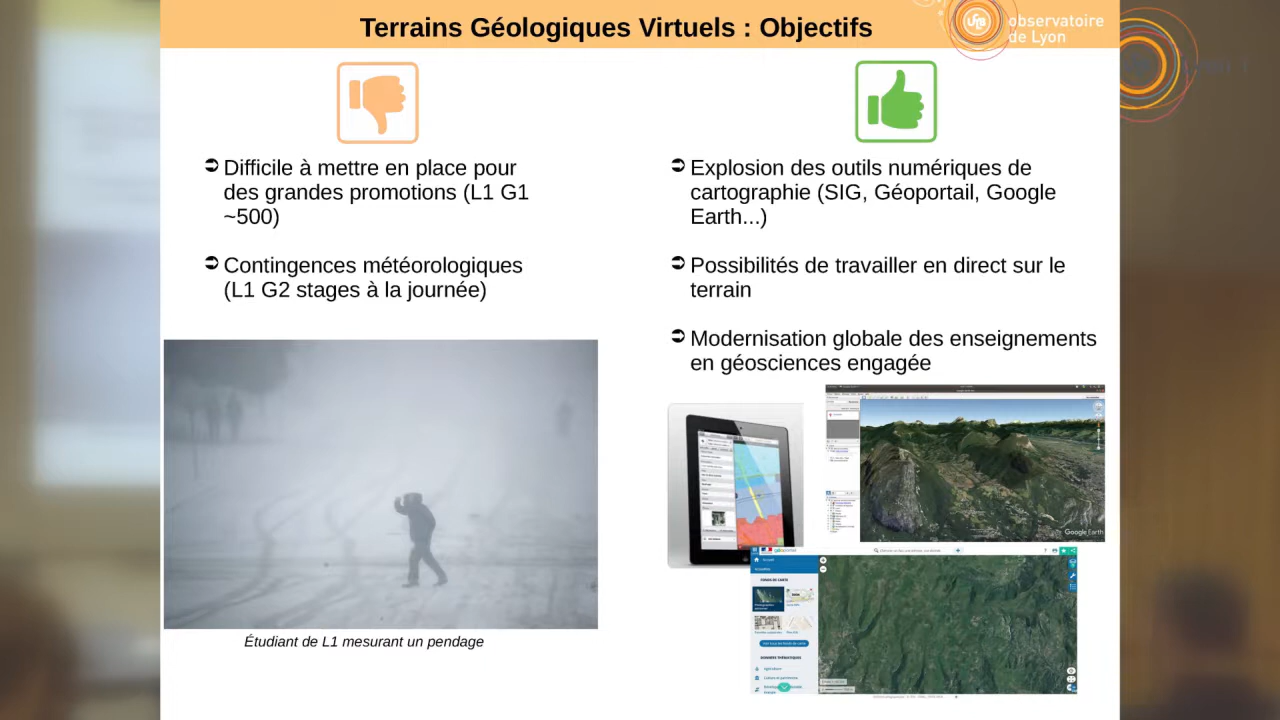 Terrains Géologiques Virtuels : Objectifs
observatoire
de Lyon
Difficile à mettre en place pour
des grandes promotions (L1 G1
~500)
Contingences météorologiques
(L1 G2 stages à la journée)
Étudiant de L1 mesurant un pendage
Explosion des outils numériques de
cartographie (SIG, Géoportail, Google
Earth...)
Possibilités de travailler en direct sur le
terrain
Modernisation globale des enseignements
en géosciences engagée
Google Earth